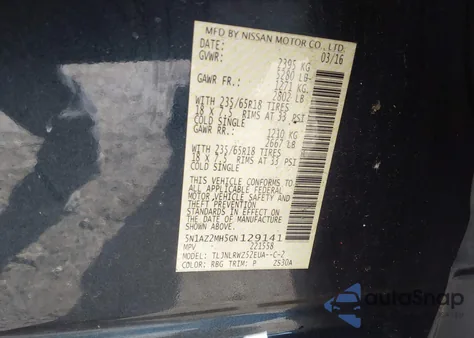 MFD BY NISSAN MOTOR CO., LTD.
DATE: 03/16
GVWR: 2395 KG
5280 LB
GAWR FR.: 1271 KG.
2802 LB
WITH 235/65R18 TIRES
18 X 7.5 RIMS AT 33 PSI
COLD SINGLE
GAWR RR.: 1210 KG
2667 LB
WITH 235/65R18 TIRES
18 X 7.5 RIMS AT 33 PSI
COLD SINGLE
THIS VEHICLE CONFORMS TO
ALL APPLICABLE FEDERAL
MOTOR VEHICLE SAFETY AND
THEFT PREVENTION
STANDARDS IN EFFECT ON THE
DATE OF MANUFACTURE
SHOWN ABOVE.
5N1AZ2MH5GN129141
MPV 221558
MODEL: TLJNLRWZ52EUA--C-2
COLOR: RBG TRIM: P Z530A
AutoSnap